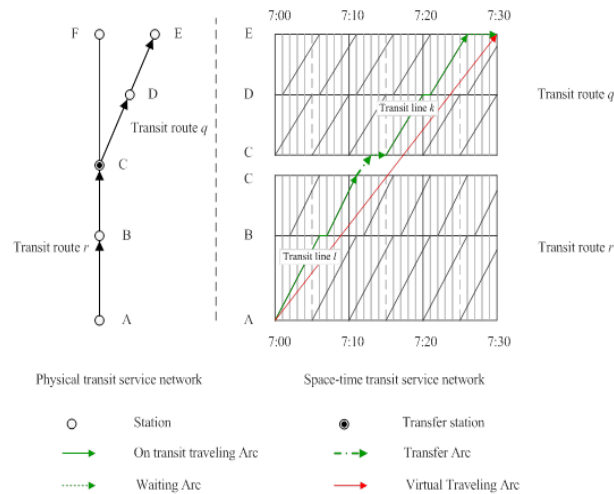 7:00 7:10 7:20 7:30
F E E
D D Transit route q
Transit line k
Transit route q
C C
C
Transit route r B B Transit route r
Transit line l
A A
7:00 7:10 7:20 7:30
Physical transit service network Space-time transit service network
Station Transfer station
On transit traveling Arc Transfer Arc
Waiting Arc Virtual Traveling Arc